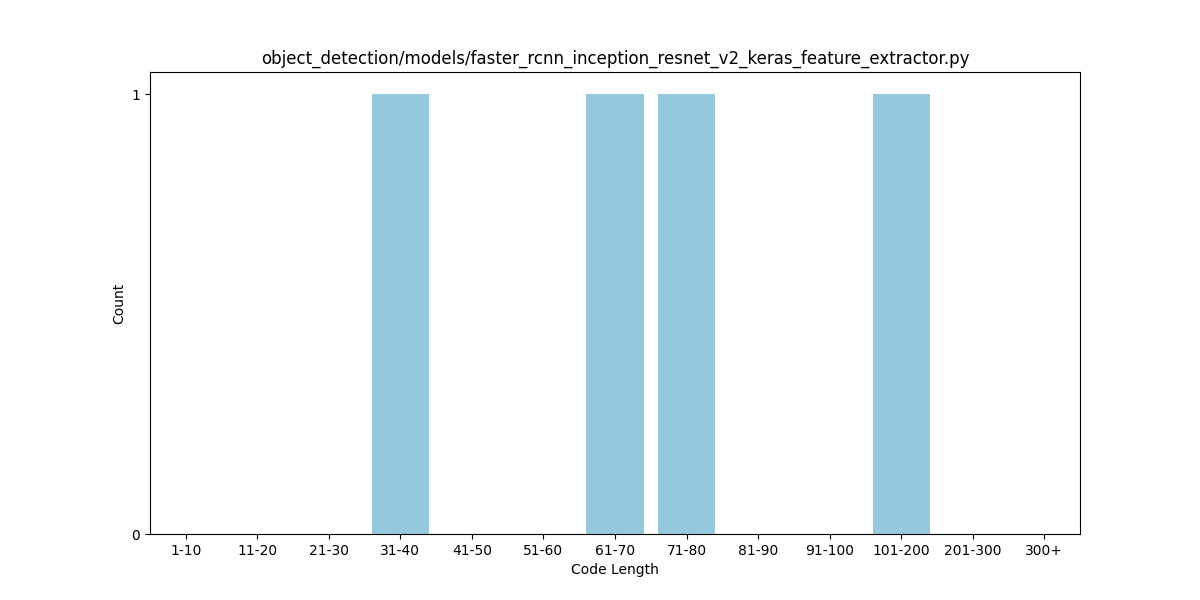 object_detection/models/faster_rcnn_inception_resnet_v2_keras_feature_extractor.py
1
Count
0
1-10 11-20 21-30 31-40 41-50 51-60 61-70 71-80 81-90 91-100 101-200 201-300 300+
Code Length